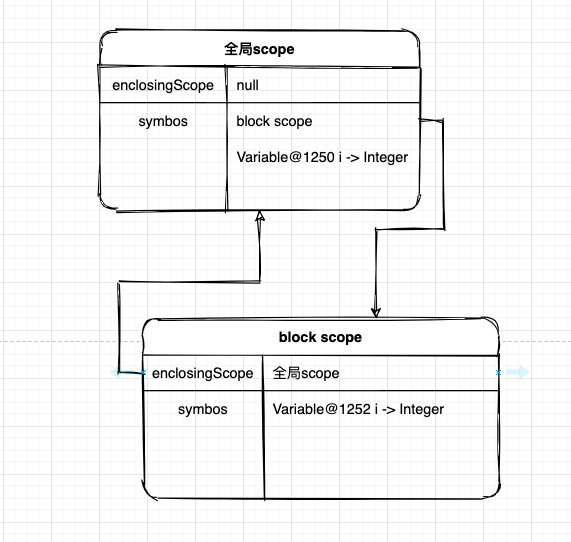 全局scope
enclosingScope null
symbos block scope
Variable@1250 i -> Integer
block scope
enclosingScope 全局scope
symbos Variable@1252 i -> Integer